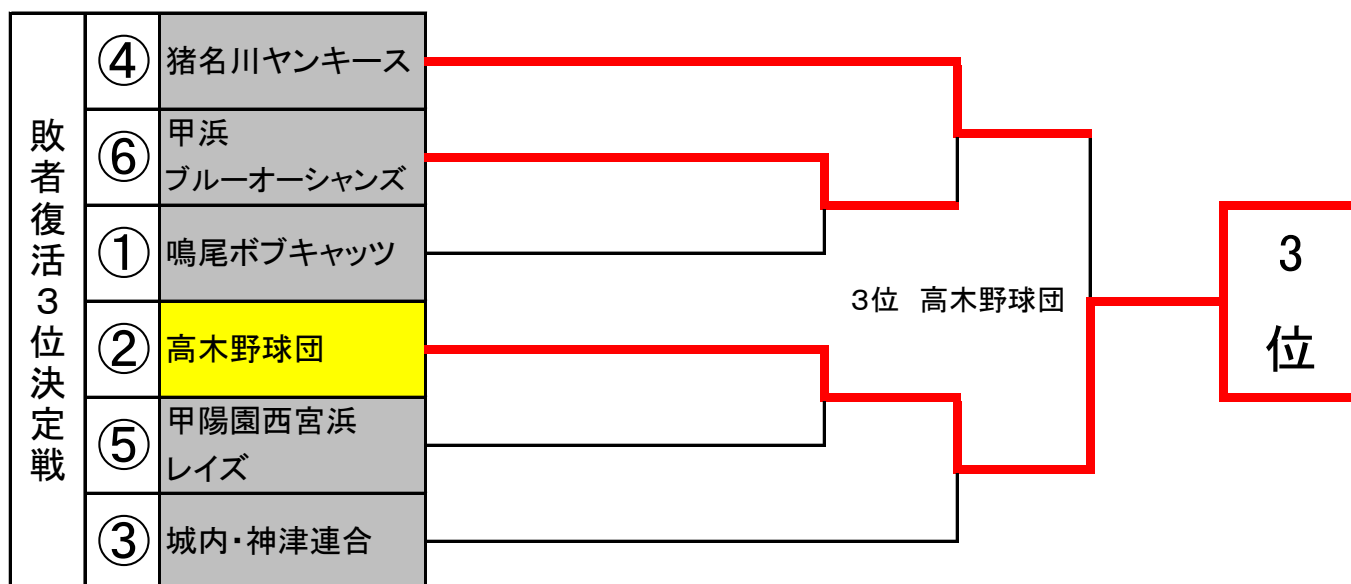 敗者復活3位決定戦
④ 猪名川ヤンキース
⑥ 甲浜
ブルーオーシャンズ
① 鳴尾ボブキャッツ
② 高木野球団
⑤ 甲陽園西宮浜
レイズ
③ 城内・神津連合
3位 高木野球団
3位